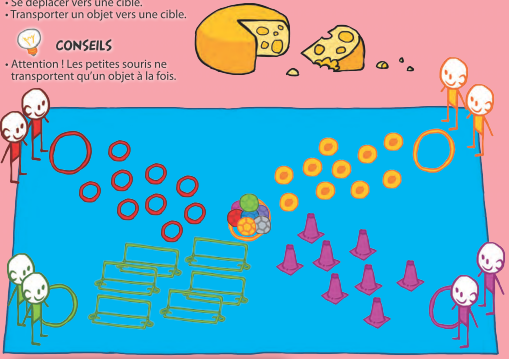 • Se déplacer vers une cible.
• Transporter un objet vers une cible.
CONSEILS
• Attention ! Les petites souris ne
transportent qu'un objet à la fois.